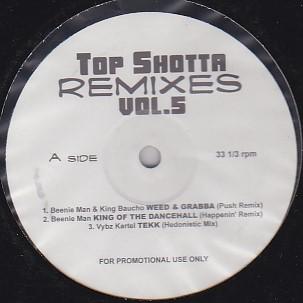 TOP SHOTTA
REMIXES
VOL.5
A SIDE
33 1/3 rpm
1. Beenie Man & King Baucho WEED & GRABBA (Push Remix)
2. Beenie Man KING OF THE DANCEHALL (Happenin' Remix)
3. Vybz Kartel TEKK (Hedonistic Mix)
FOR PROMOTIONAL USE ONLY